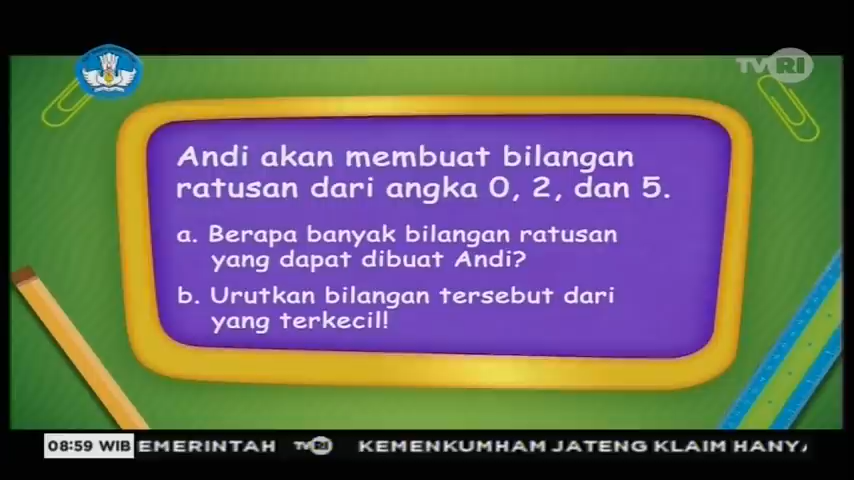 TVRI
Andi akan membuat bilangan
ratusan dari angka 0, 2, dan 5.
a. Berapa banyak bilangan ratusan
yang dapat dibuat Andi?
b. Urutkan bilangan tersebut dari
yang terkecil!
08:59 WIB EMERINTAH TVRI KEMENKUMHAM JATENG KLAIM HANY